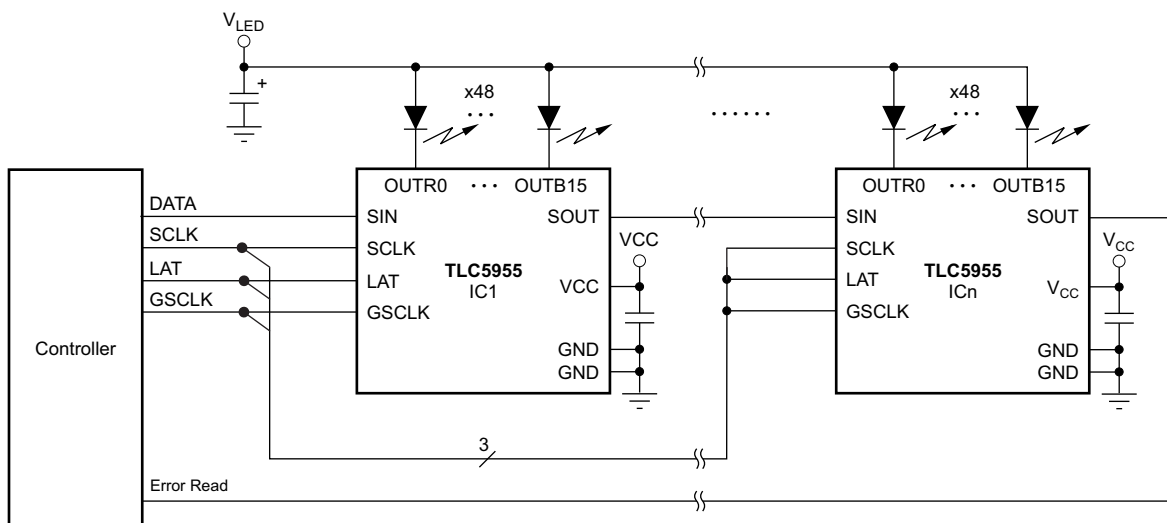 VLED
+
x48
...
x48
...
......
OUTR0 ... OUTB15
OUTR0 ... OUTB15
DATA
SIN
SOUT
SIN
SOUT
SCLK
SCLK
VCC
SCLK
VCC
LAT
LAT
TLC5955
IC1
VCC
LAT
TLC5955
ICn
VCC
GSCLK
GSCLK
GSCLK
Controller
GND
GND
GND
GND
3
Error Read